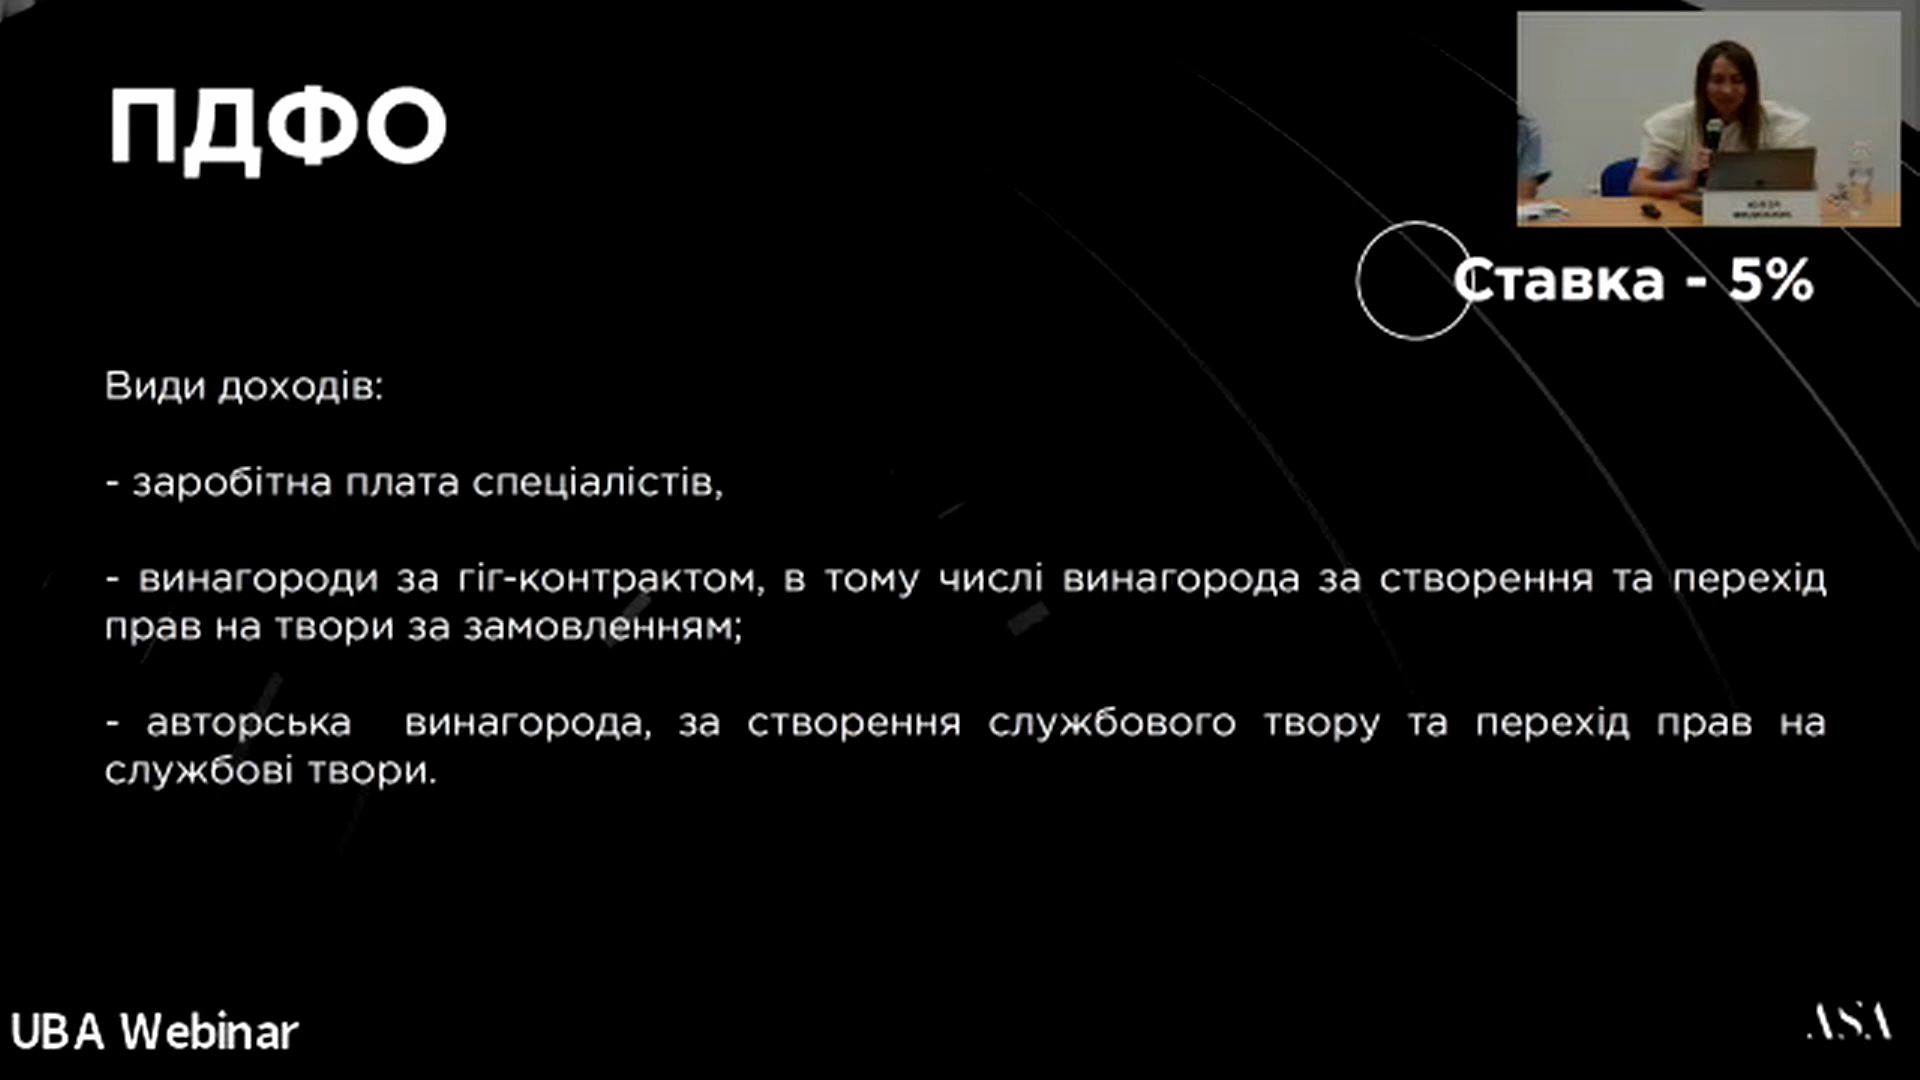 ПДФО
Ставка - 5%
Види доходів:
- заробітна плата спеціалістів,
- винагороди за гіг-контрактом, в тому числі винагорода за створення та перехід
прав на твори за замовленням;
- авторська винагорода, за створення службового твору та перехід прав на
службові твори.
UBA Webinar
ASA